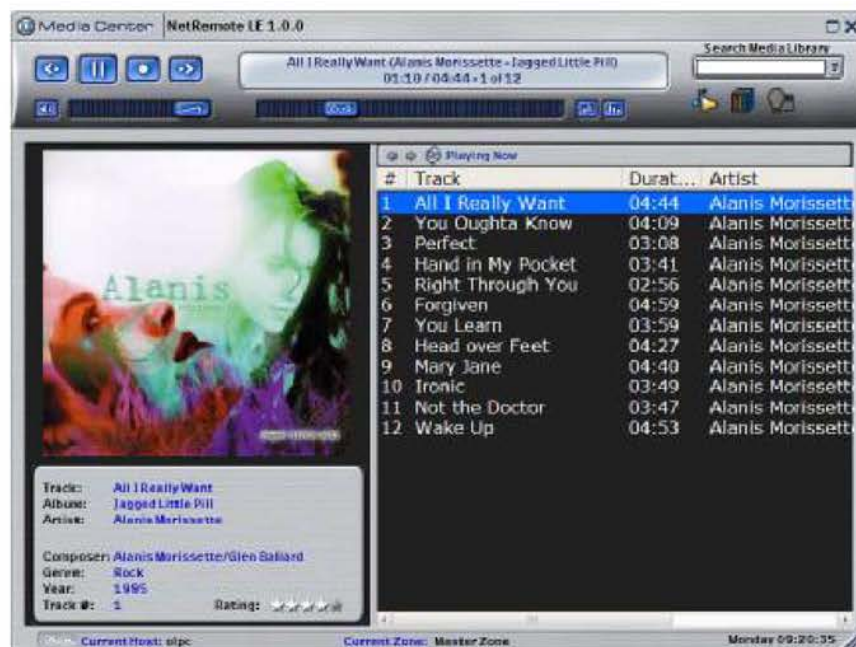 Media Center NetRemote LE 1.0.0
All I Really Want (Alanis Morissette - Jagged Little Pill)
01:10 / 04:44 - 1 of 12
Search Media Library
Playing Now
# Track Durat... Artist
1 All I Really Want 04:44 Alanis Morissett
2 You Oughta Know 04:09 Alanis Morissett
3 Perfect 03:08 Alanis Morissett
4 Hand in My Pocket 03:41 Alanis Morissett
5 Right Through You 02:56 Alanis Morissett
6 Forgiven 04:59 Alanis Morissett
7 You Learn 03:59 Alanis Morissett
8 Head over Feet 04:27 Alanis Morissett
9 Mary Jane 04:40 Alanis Morissett
10 Ironic 03:49 Alanis Morissett
11 Not the Doctor 03:47 Alanis Morissett
12 Wake Up 04:53 Alanis Morissett
Alanis
Track: All I Really Want
Album: Jagged Little Pill
Artist: Alanis Morissette
Composer: Alanis Morissette/Glen Ballard
Genre: Rock
Year: 1995
Track #: 1 Rating:
Current Host: olpc Current Zone: Master Zone Monday 09:20:35